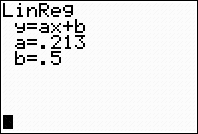 LinReg
y=ax+b
a=.213
b=.5